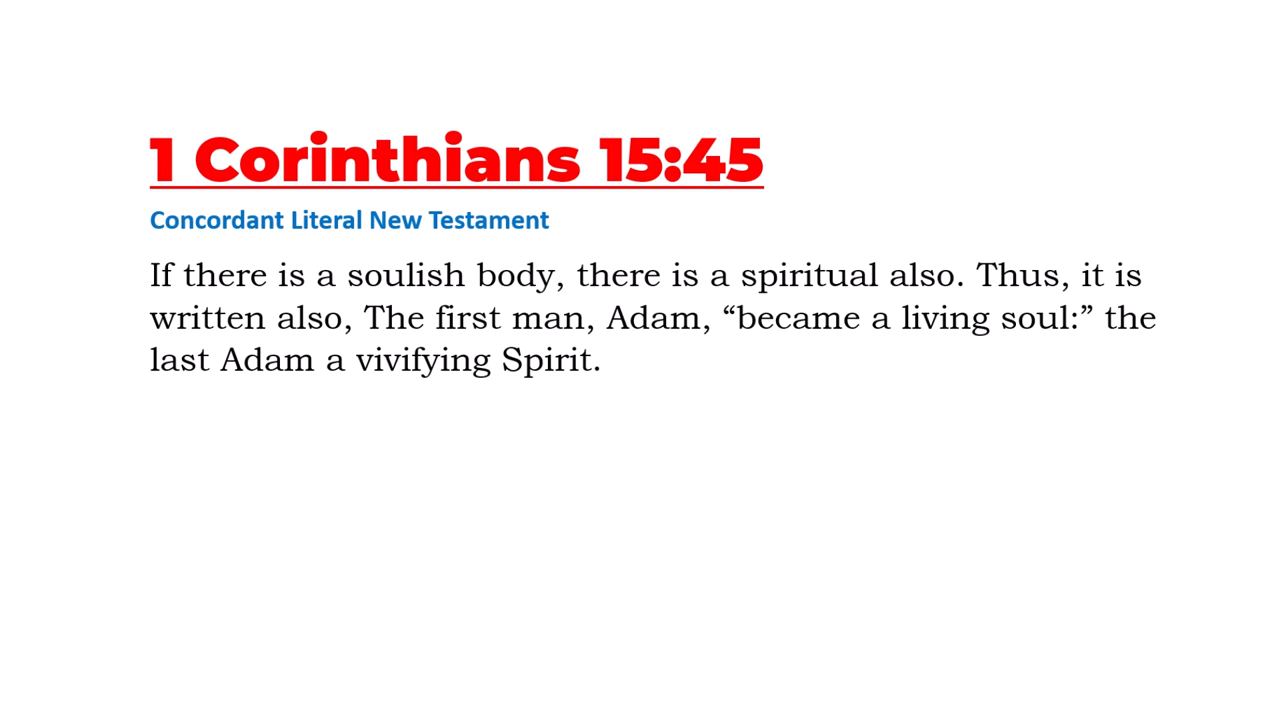 1 Corinthians 15:45
Concordant Literal New Testament
If there is a soulish body, there is a spiritual also. Thus, it is
written also, The first man, Adam, “became a living soul:” the
last Adam a vivifying Spirit.